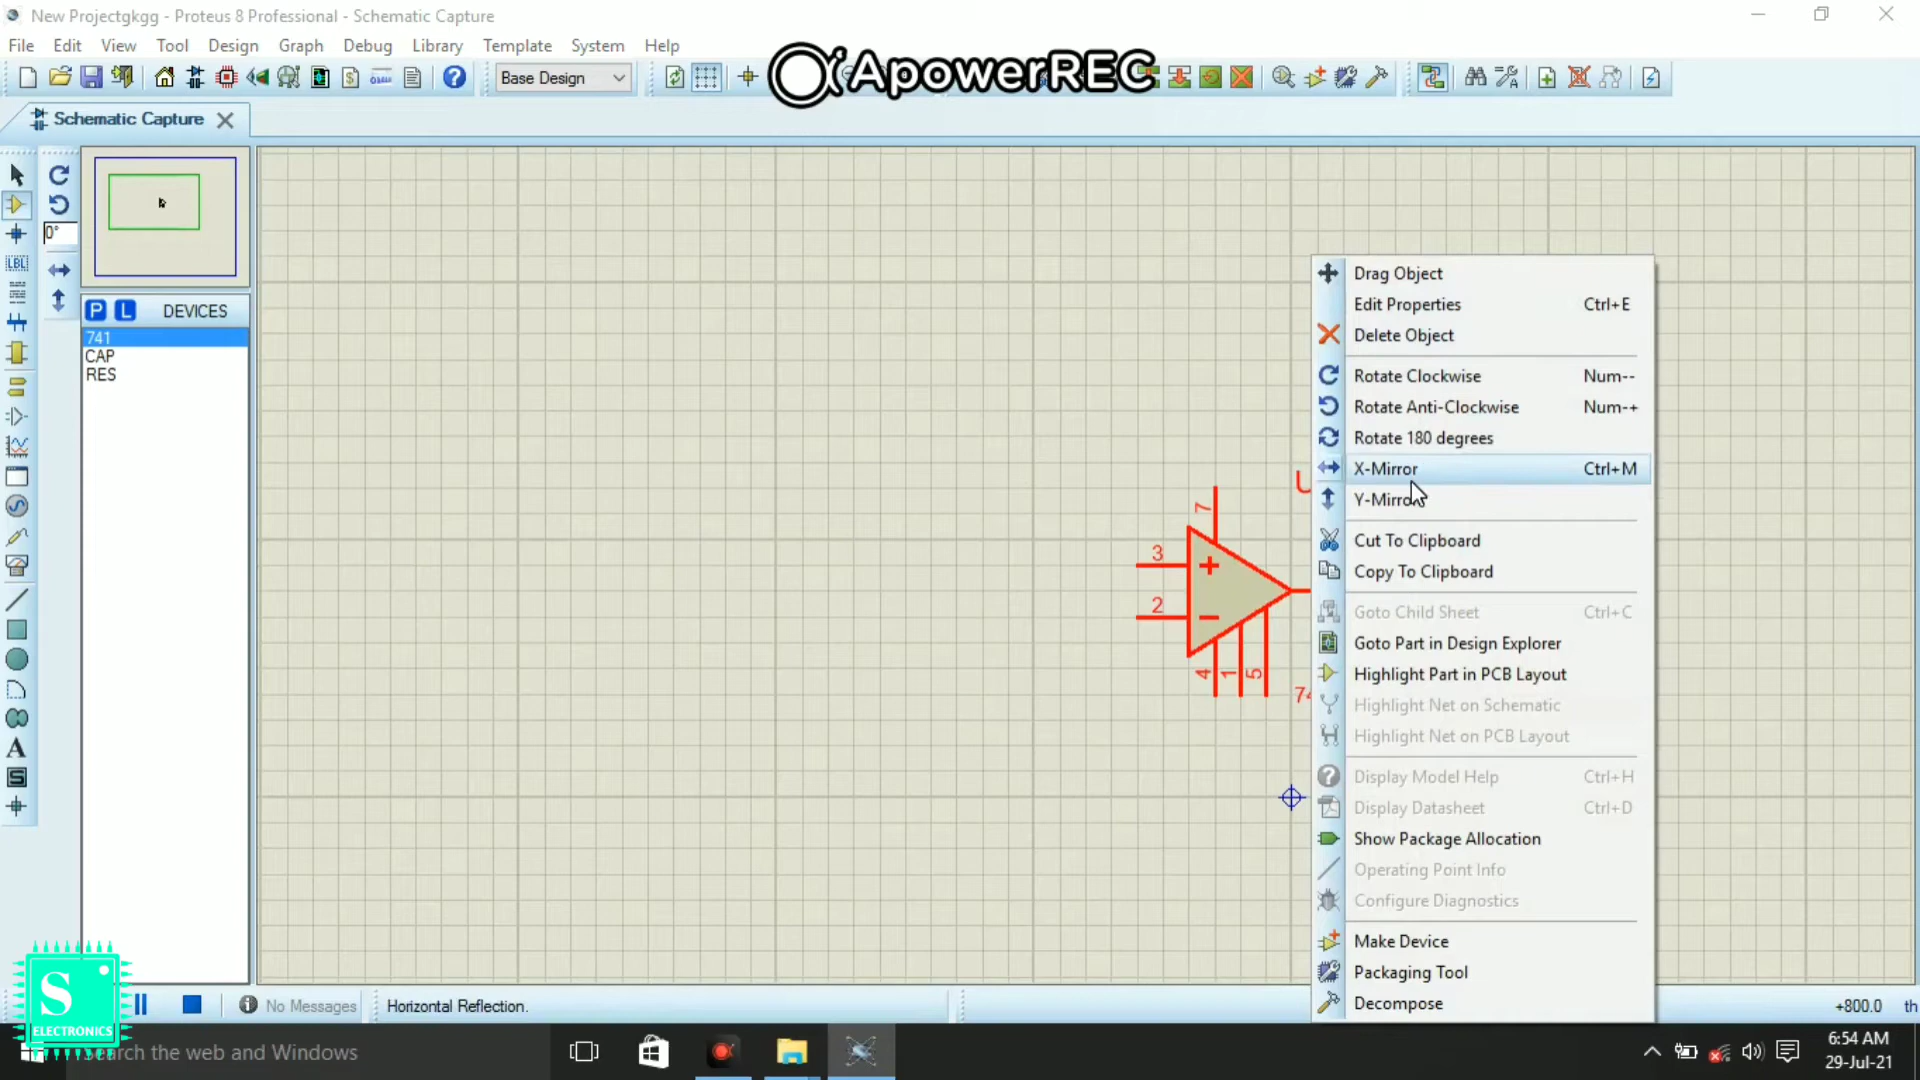 New Projectgkgg - Proteus 8 Professional - Schematic Capture
File Edit View Tool Design Graph Debug Library Template System Help
Base Design
ApowerREC
Schematic Capture
0°
LBL
P L DEVICES
741
CAP
RES
U
7
3
2
4
1
5
74
Drag Object
Edit Properties Ctrl+E
Delete Object
Rotate Clockwise Num--
Rotate Anti-Clockwise Num-+
Rotate 180 degrees
X-Mirror Ctrl+M
Y-Mirror
Cut To Clipboard
Copy To Clipboard
Goto Child Sheet Ctrl+C
Goto Part in Design Explorer
Highlight Part in PCB Layout
Highlight Net on Schematic
Highlight Net on PCB Layout
Display Model Help Ctrl+H
Display Datasheet Ctrl+D
Show Package Allocation
Operating Point Info
Configure Diagnostics
Make Device
Packaging Tool
Decompose
S
ELECTRONICS
No Messages
Horizontal Reflection.
+800.0 th
Search the web and Windows
6:54 AM
29-Jul-21